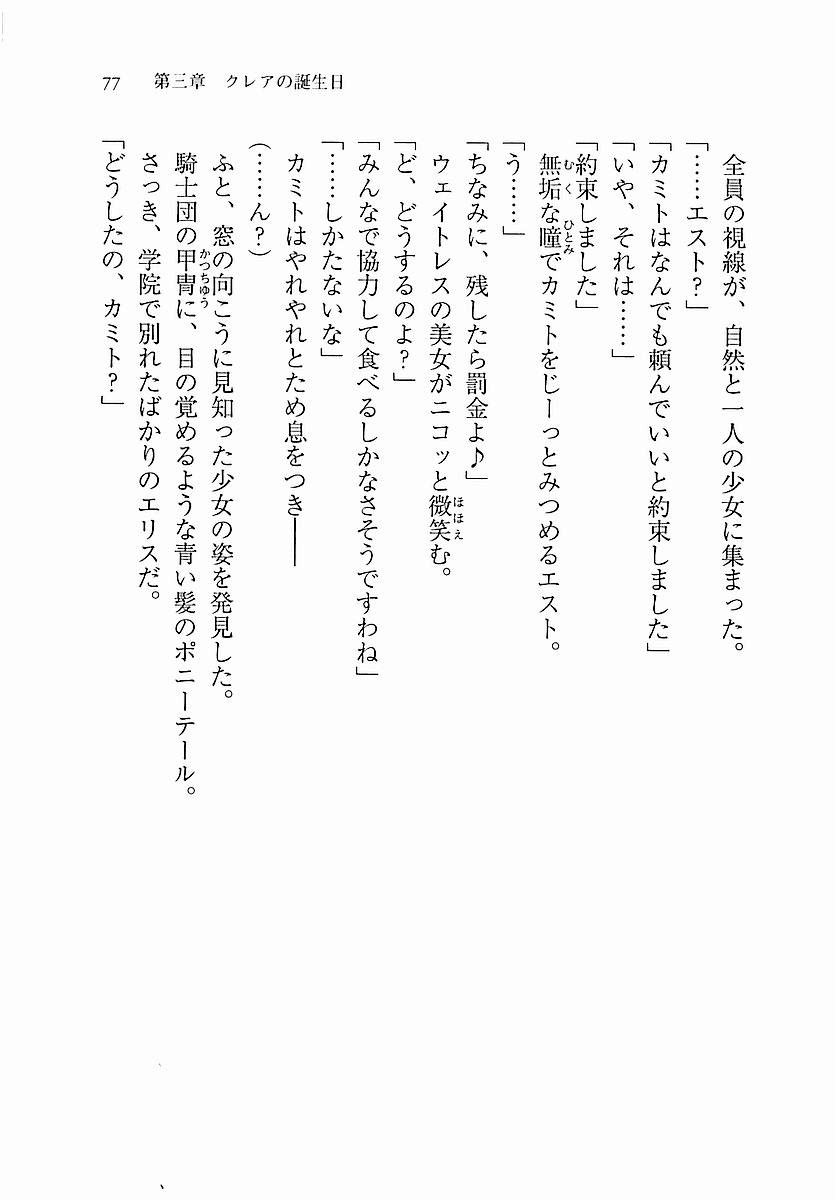 77　第三章　クレアの誕生日
　全員の視線が、自然と一人の少女に集まった。
「……エスト？」
「カミトはなんでも頼んでいいと約束しました」
「いや、それは……」
「約束しました」
　無垢な瞳でカミトをじーっとみつめるエスト。
「う……」
「ちなみに、残したら罰金よ♪」
　ウェイトレスの美女がニコッと微笑む。
「ど、どうするのよ？」
「みんなで協力して食べるしかなさそうですわね」
「……しかたないな」
　カミトはやれやれとため息をつき――
（……ん？）
　ふと、窓の向こうに見知った少女の姿を発見した。
　騎士団の甲冑に、目の覚めるような青い髪のポニーテール。
　さっき、学院で別れたばかりのエリスだ。
「どうしたの、カミト？」